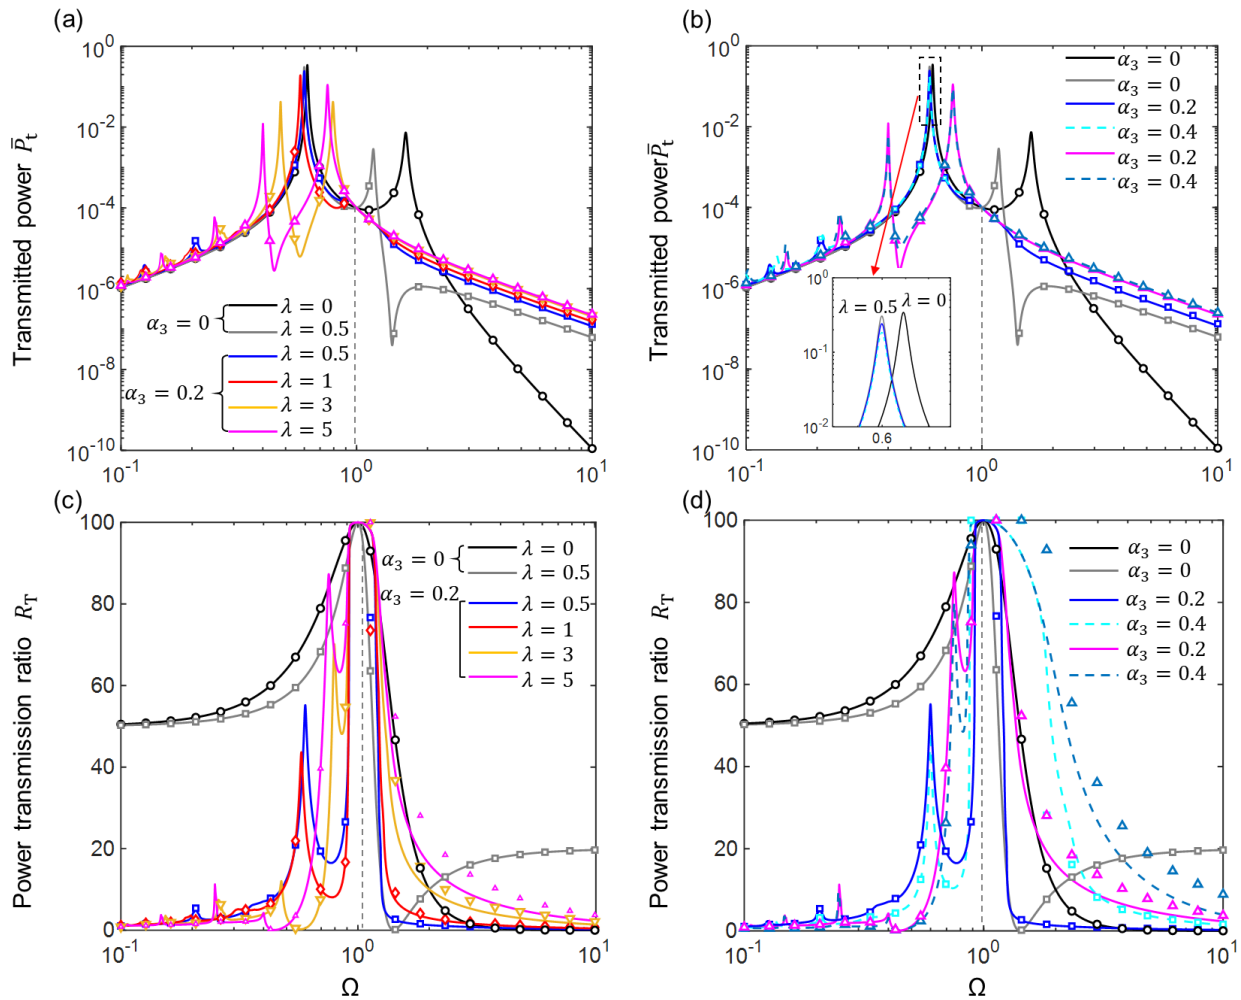 (a)
Transmitted power P̄t
10^0
10^-2
10^-4
10^-6
10^-8
10^-10
α3 = 0
λ = 0
λ = 0.5
α3 = 0.2
λ = 0.5
λ = 1
λ = 3
λ = 5
10^-1
10^0
10^1
(b)
Transmitted power P̄t
10^0
10^-2
10^-4
10^-6
10^-8
10^-10
α3 = 0
α3 = 0
α3 = 0.2
α3 = 0.4
α3 = 0.2
α3 = 0.4
10^0
λ = 0.5
λ = 0
10^-1
10^-2
0.6
10^-1
10^0
10^1
(c)
Power transmission ratio RT
100
80
60
40
20
0
α3 = 0
λ = 0
λ = 0.5
α3 = 0.2
λ = 0.5
λ = 1
λ = 3
λ = 5
10^-1
10^0
10^1
Ω
(d)
Power transmission ratio RT
100
80
60
40
20
0
α3 = 0
α3 = 0
α3 = 0.2
α3 = 0.4
α3 = 0.2
α3 = 0.4
10^-1
10^0
10^1
Ω